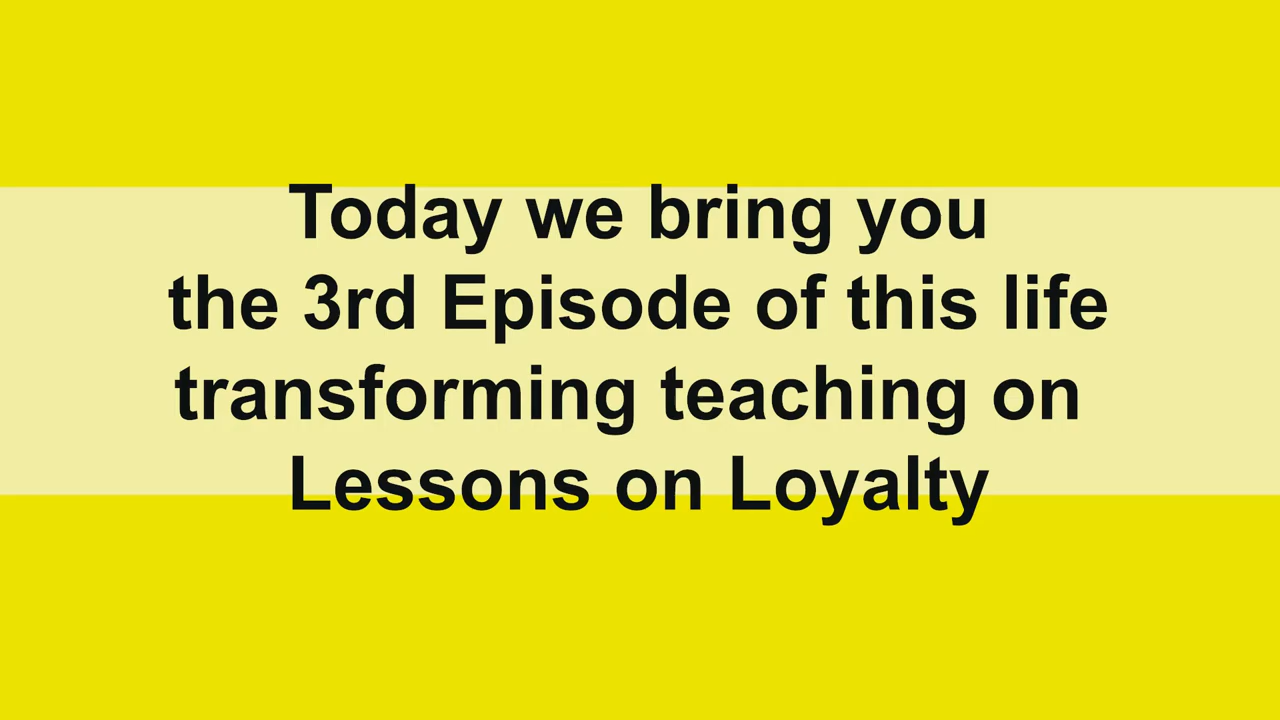 Today we bring you
the 3rd Episode of this life
transforming teaching on
Lessons on Loyalty